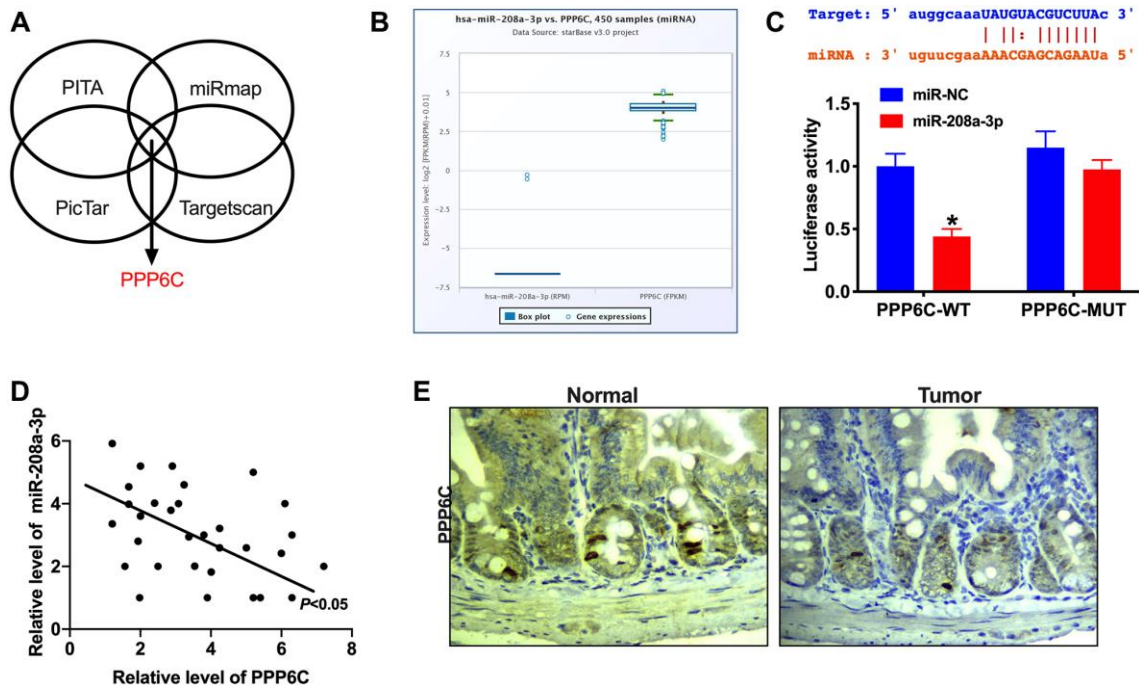 A
PITA
miRmap
PicTar
Targetscan
PPP6C
B
hsa-miR-208a-3p vs. PPP6C, 450 samples (miRNA)
Data Source: starBase v3.0 project
Expression level: log2 [FPKM(RPM)+0.01]
7.5
5
2.5
0
−2.5
−5
−7.5
hsa-miR-208a-3p (RPM)
PPP6C (FPKM)
Box plot
Gene expressions
C
Target: 5' auggcaaaUAUGUACGUCUUAc 3'
| ||: |||||||
miRNA : 3' uguucgaaAAACGAGCAGAAUa 5'
miR-NC
miR-208a-3p
Luciferase activity
1.5
1.0
0.5
0.0
*
PPP6C-WT
PPP6C-MUT
D
Relative level of miR-208a-3p
6
4
2
0
0 2 4 6 8
P<0.05
Relative level of PPP6C
E
Normal
Tumor
PPP6C